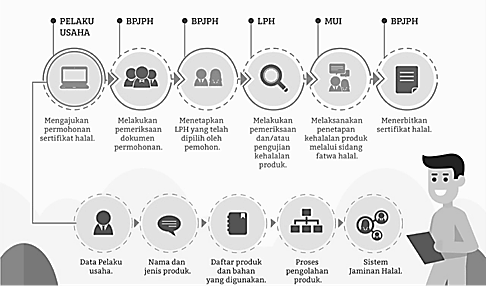 PELAKU
USAHA
BPJPH
BPJPH
LPH
MUI
BPJPH
Mengajukan
permohonan
sertifikat halal.
Melakukan
pemeriksaan
dokumen
permohonan.
Menetapkan
LPH yang telah
dipilih oleh
pemohon.
Melakukan
pemeriksaan
dan/atau
pengujian
kehalalan
produk.
Melaksanakan
penetapan
kehalalan produk
melalui sidang
fatwa halal.
Menerbitkan
sertifikat halal.
Data Pelaku
usaha.
Nama dan
jenis produk.
Daftar produk
dan bahan
yang digunakan.
Proses
pengolahan
produk.
Sistem
Jaminan Halal.